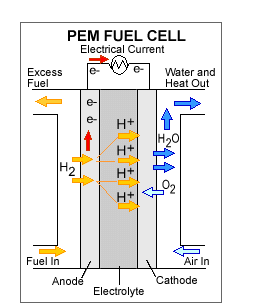 PEM FUEL CELL
Electrical Current
e- e-
Excess Fuel
Water and Heat Out
e-
e-
H+
H2O
H+
H2
H+
O2
H+
Fuel In
Air In
Anode
Cathode
Electrolyte